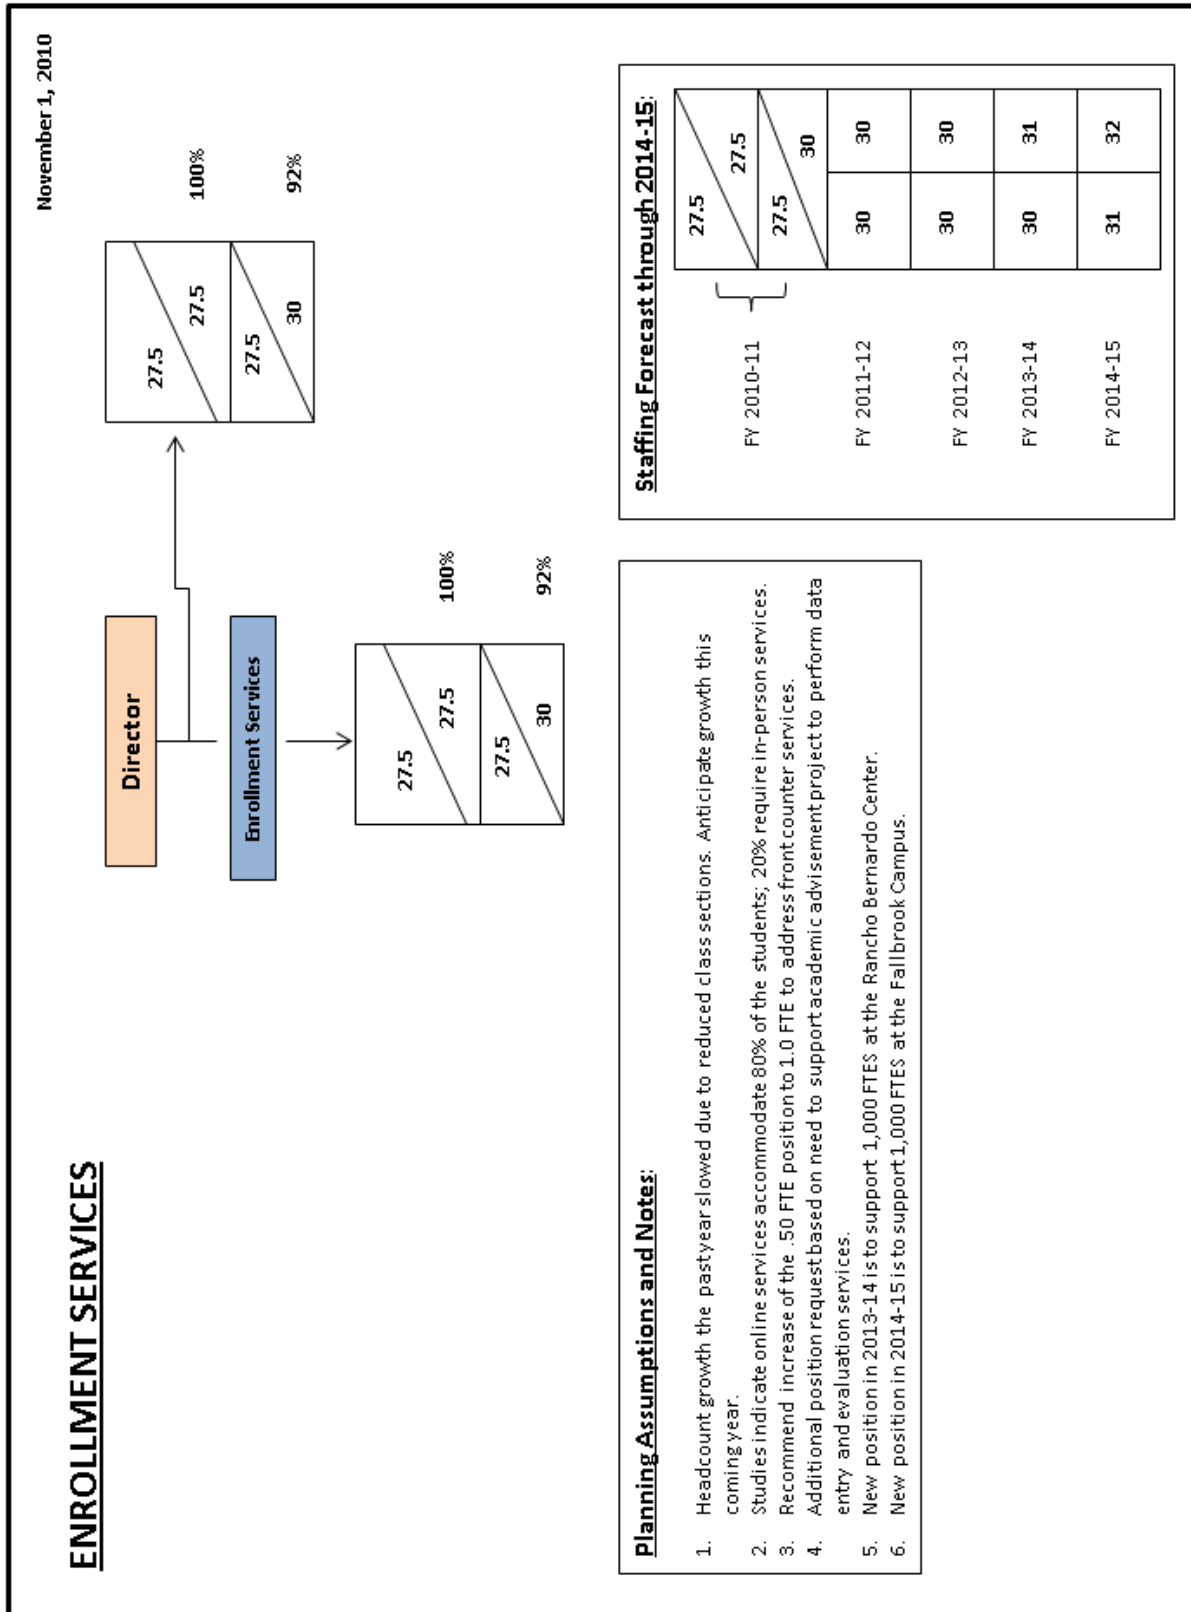 November 1, 2010
ENROLLMENT SERVICES
Director
Enrollment Services
27.5
27.5
100%
27.5
30
92%
27.5
27.5
100%
27.5
30
92%
Planning Assumptions and Notes:
1. Headcount growth the past year slowed due to reduced class sections. Anticipate growth this
coming year.
2. Studies indicate online services accommodate 80% of the students; 20% require in-person services.
3. Recommend increase of the .50 FTE position to 1.0 FTE to address front counter services.
4. Additional position request based on need to support academic advisement project to perform data
entry and evaluation services.
5. New position in 2013-14 is to support 1,000 FTES at the Rancho Bernardo Center.
6. New position in 2014-15 is to support 1,000 FTES at the Fallbrook Campus.
Staffing Forecast through 2014-15:
27.5
27.5
FY 2010-11
27.5
30
FY 2011-12 30 30
FY 2012-13 30 30
FY 2013-14 30 31
FY 2014-15 31 32